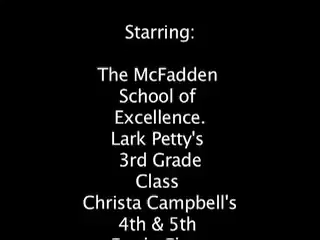 Starring:
The McFadden
School of
Excellence.
Lark Petty's
3rd Grade
Class
Christa Campbell's
4th & 5th